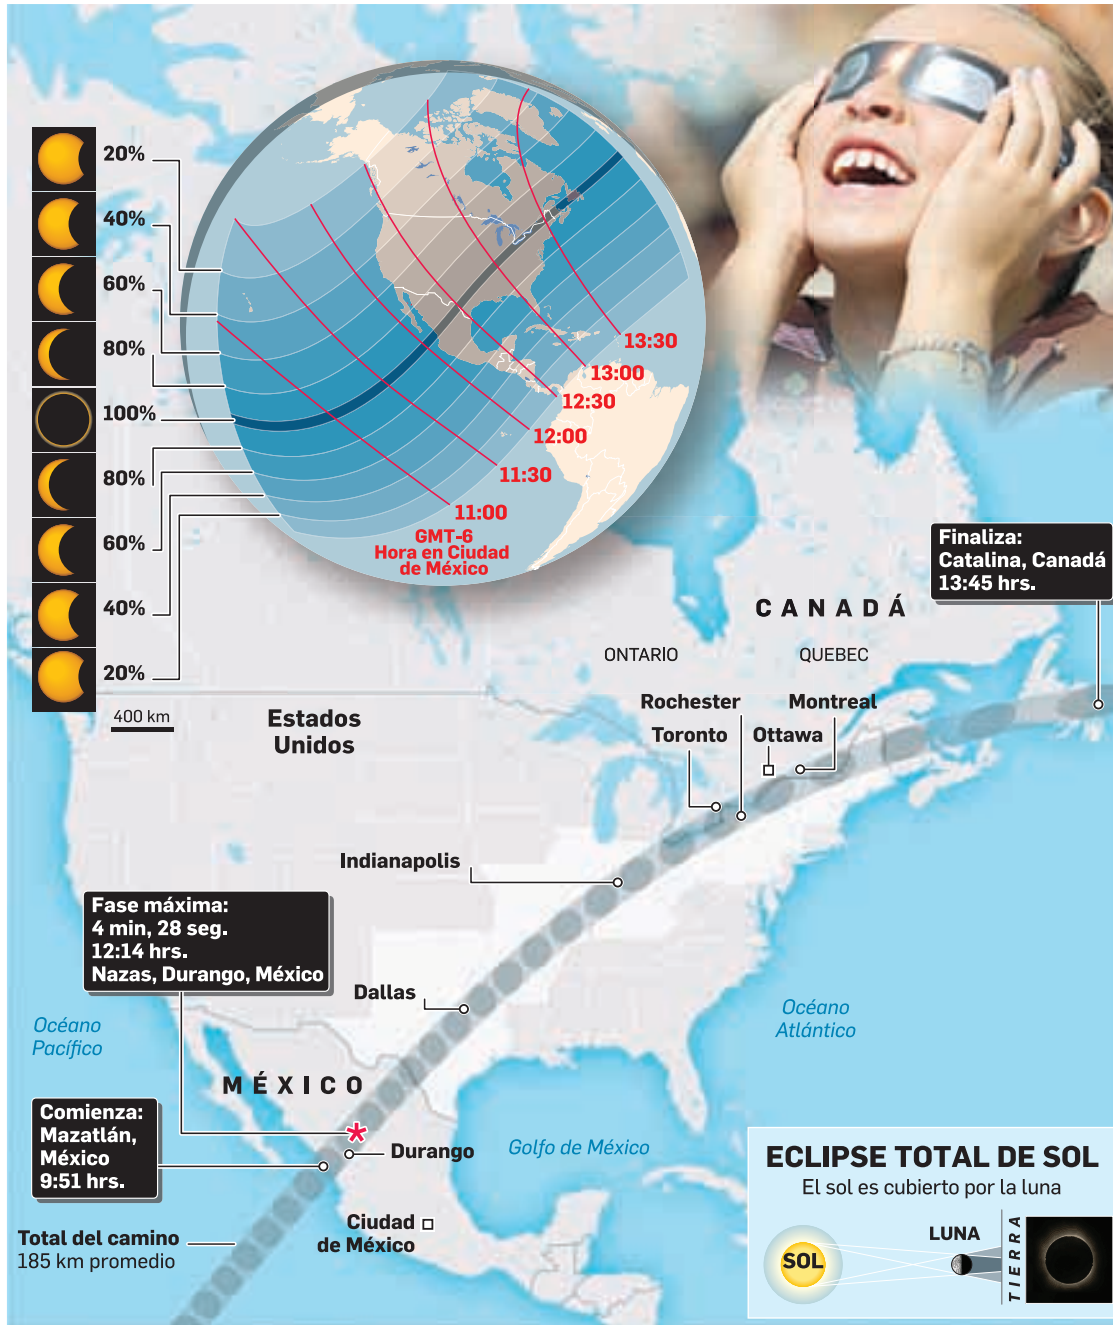 20%
40%
60%
80%
100%
80%
60%
40%
20%
13:30
13:00
12:30
12:00
11:30
11:00
GMT-6
Hora en Ciudad
de México
Finaliza:
Catalina, Canadá
13:45 hrs.
CANADÁ
ONTARIO
QUEBEC
400 km
Estados
Unidos
Rochester
Montreal
Toronto
Ottawa
Indianapolis
Fase máxima:
4 min, 28 seg.
12:14 hrs.
Nazas, Durango, México
Dallas
Océano
Pacífico
Océano
Atlántico
MÉXICO
Comienza:
Mazatlán,
México
9:51 hrs.
*
Durango
Golfo de México
Ciudad
de México
Total del camino
185 km promedio
ECLIPSE TOTAL DE SOL
El sol es cubierto por la luna
SOL
LUNA
TIERRA